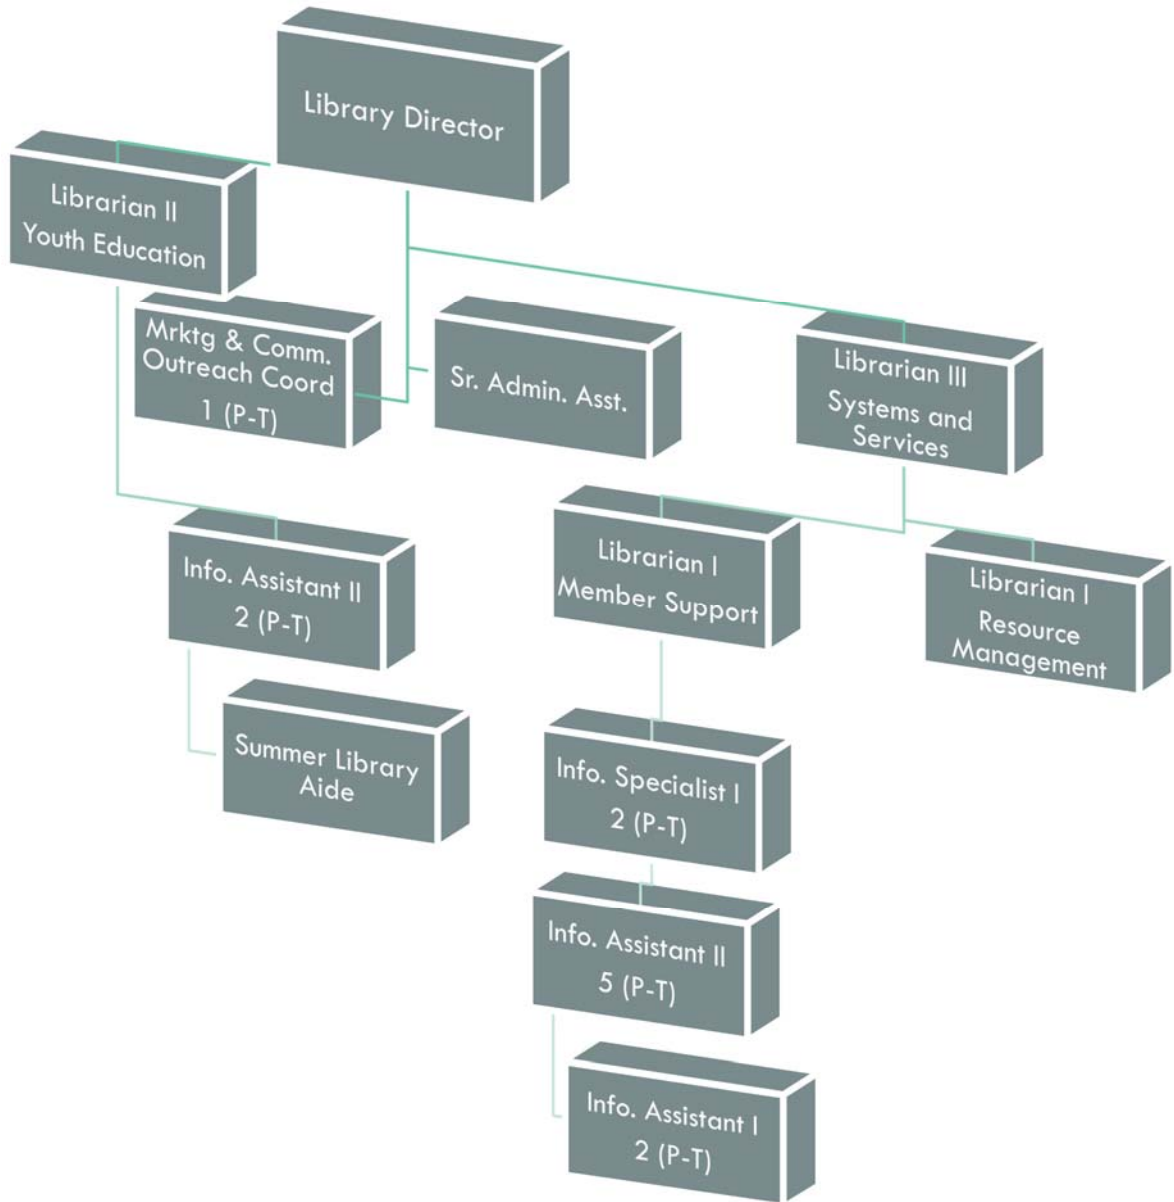 Library Director
Librarian II
Youth Education
Mrktg & Comm.
Outreach Coord
1 (P-T)
Sr. Admin. Asst.
Librarian III
Systems and
Services
Info. Assistant II
2 (P-T)
Librarian I
Member Support
Librarian I
Resource
Management
Summer Library
Aide
Info. Specialist I
2 (P-T)
Info. Assistant II
5 (P-T)
Info. Assistant I
2 (P-T)